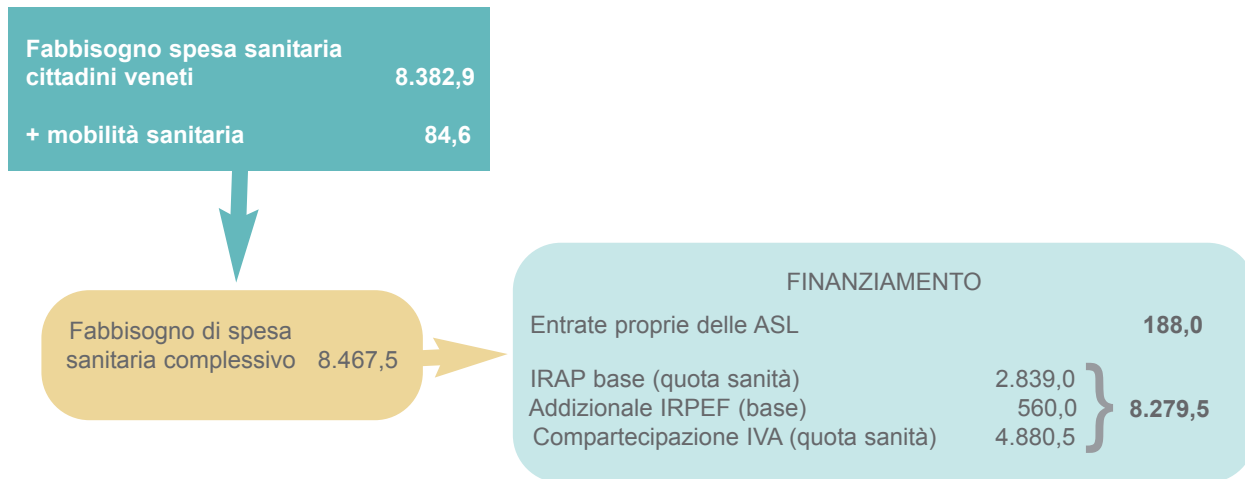 Fabbisogno spesa sanitaria
cittadini veneti 8.382,9
+ mobilità sanitaria 84,6
Fabbisogno di spesa
sanitaria complessivo 8.467,5
FINANZIAMENTO
Entrate proprie delle ASL 188,0
IRAP base (quota sanità) 2.839,0
Addizionale IRPEF (base) 560,0 } 8.279,5
Compartecipazione IVA (quota sanità) 4.880,5